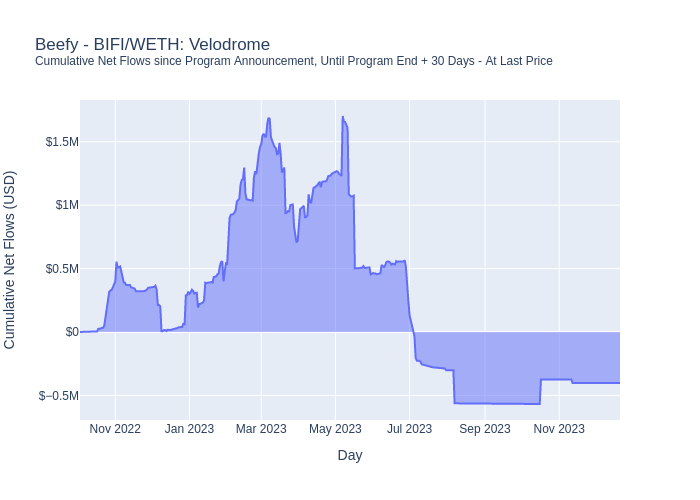 Beefy - BIFI/WETH: Velodrome
Cumulative Net Flows since Program Announcement, Until Program End + 30 Days - At Last Price
Cumulative Net Flows (USD)
$1.5M
$1M
$0.5M
$0
$−0.5M
Nov 2022 Jan 2023 Mar 2023 May 2023 Jul 2023 Sep 2023 Nov 2023
Day